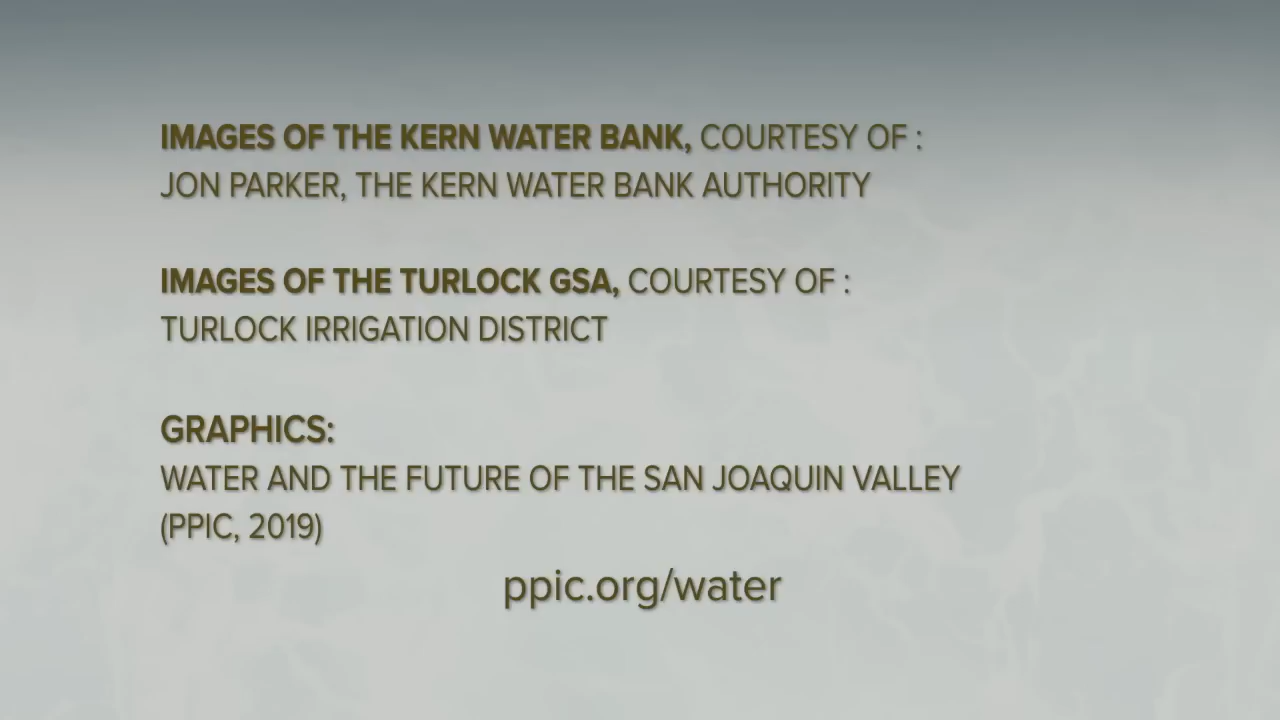 IMAGES OF THE KERN WATER BANK, COURTESY OF :
JON PARKER, THE KERN WATER BANK AUTHORITY
IMAGES OF THE TURLOCK GSA, COURTESY OF :
TURLOCK IRRIGATION DISTRICT
GRAPHICS:
WATER AND THE FUTURE OF THE SAN JOAQUIN VALLEY
(PPIC, 2019)
ppic.org/water